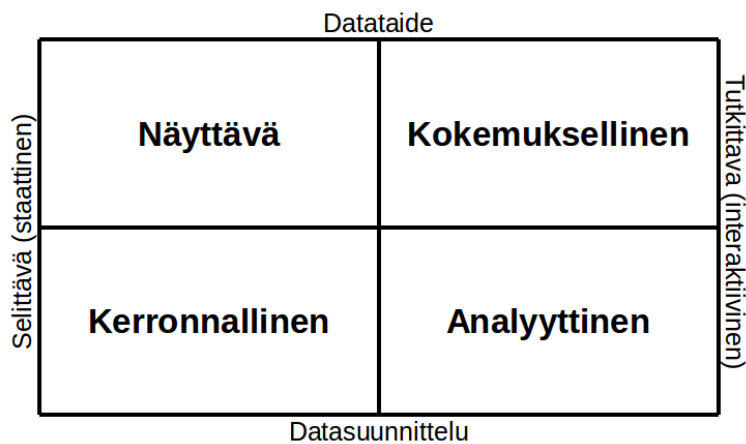 Datataide
Selittävä (staattinen)
Näyttävä
Kokemuksellinen
Tutkittava (interaktiivinen)
Kerronnallinen
Analyyttinen
Datasuunnittelu